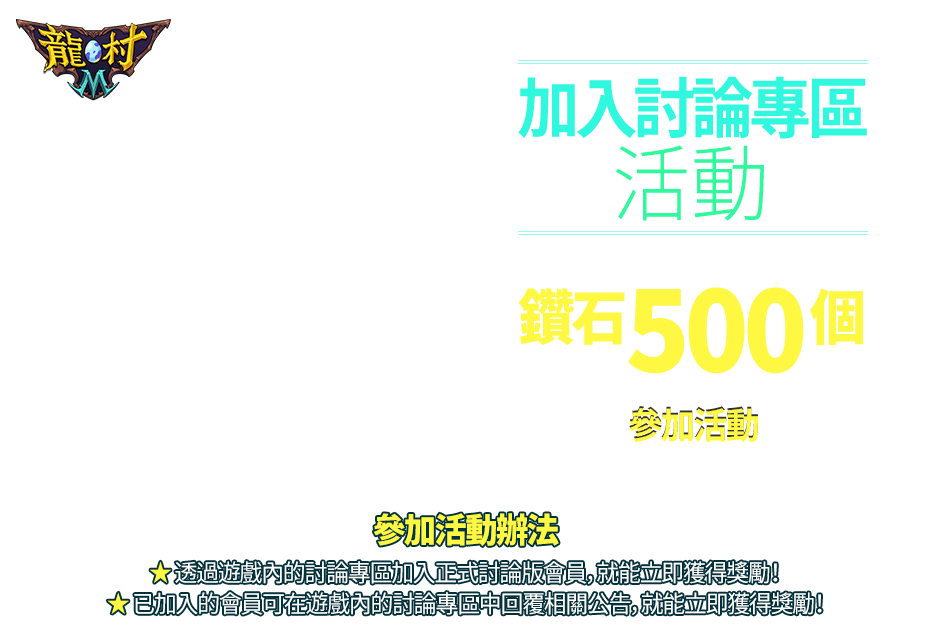 龍村
M
加入討論專區
活動
鑽石500個
參加活動
參加活動辦法
★透過遊戲內的討論專區加入正式討論版會員，就能立即獲得獎勵！
★已加入的會員可在遊戲內的討論專區中回覆相關公告，就能立即獲得獎勵！